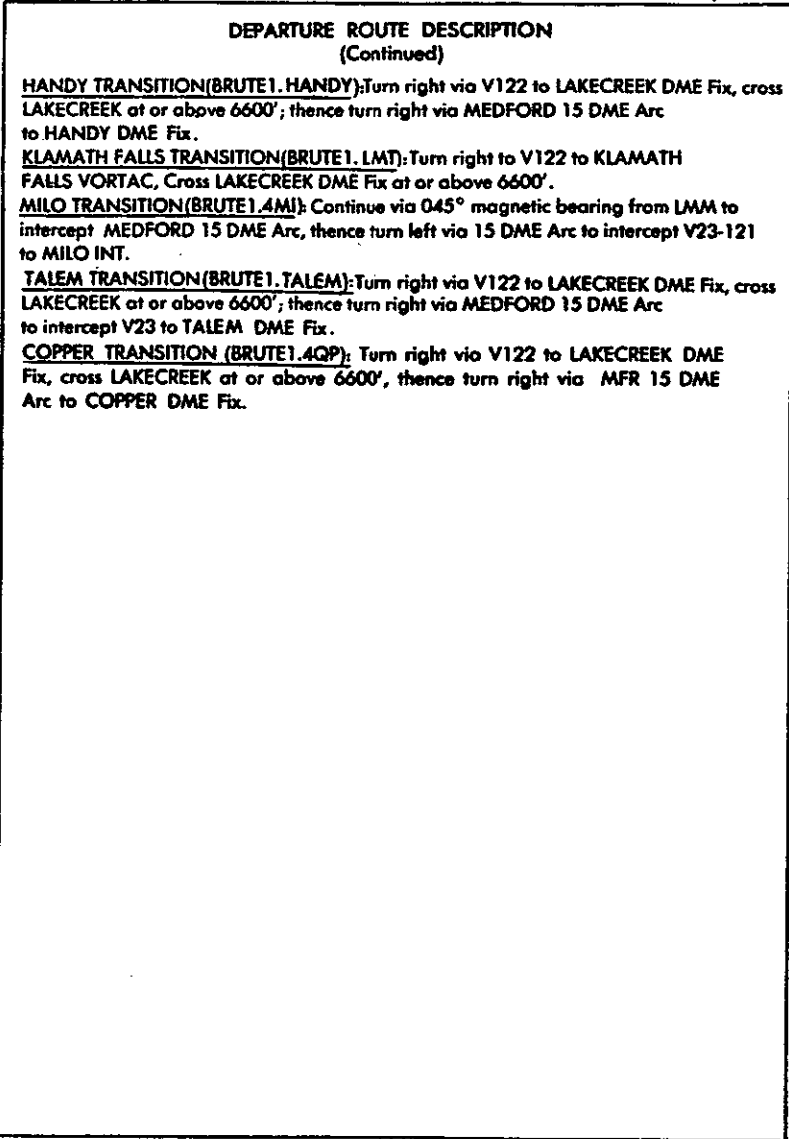 DEPARTURE ROUTE DESCRIPTION
(Continued)
HANDY TRANSITION(BRUTE1.HANDY):Turn right via V122 to LAKECREEK DME Fix, cross
LAKECREEK at or above 6600'; thence turn right via MEDFORD 15 DME Arc
to HANDY DME Fix.
KLAMATH FALLS TRANSITION(BRUTE1.LMT):Turn right to V122 to KLAMATH
FALLS VORTAC, Cross LAKECREEK DME Fix at or above 6600'.
MILO TRANSITION(BRUTE1.4MI): Continue via 045° magnetic bearing from LMM to
intercept MEDFORD 15 DME Arc, thence turn left via 15 DME Arc to intercept V23-121
to MILO INT.
TALEM TRANSITION(BRUTE1.TALEM):Turn right via V122 to LAKECREEK DME Fix, cross
LAKECREEK at or above 6600'; thence turn right via MEDFORD 15 DME Arc
to intercept V23 to TALEM DME Fix.
COPPER TRANSITION (BRUTE1.4QP): Turn right via V122 to LAKECREEK DME
Fix, cross LAKECREEK at or above 6600', thence turn right via MFR 15 DME
Arc to COPPER DME Fix.